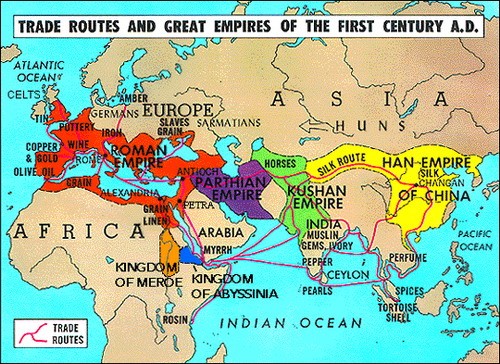 TRADE ROUTES AND GREAT EMPIRES OF THE FIRST CENTURY A.D.
ATLANTIC
OCEAN
CELTS
TIN
AMBER
GERMANS
EUROPE
SLAVES
GRAIN
SARMATIANS
ASIA
HUNS
POTTERY
IRON
COPPER
& GOLD
WINE
ROME
ROMAN
EMPIRE
OLIVE OIL
GRAIN
ALEXANDRIA
ANTIOCH
PETRA
GRAIN
LINEN
PARTHIAN
EMPIRE
HORSES
SILK ROUTE
HAN EMPIRE
SILK
CHANGAN
OF CHINA
KUSHAN
EMPIRE
INDIA
MUSLIN,
GEMS, IVORY
PEPPER
CEYLON
PEARLS
PERFUME
SPICES
TORTOISE
SHELL
PACIFIC
OCEAN
AFRICA
ARABIA
MYRRH
KINGDOM
OF MEROE
KINGDOM
OF ABYSSINIA
ROSIN
INDIAN OCEAN
TRADE
ROUTES